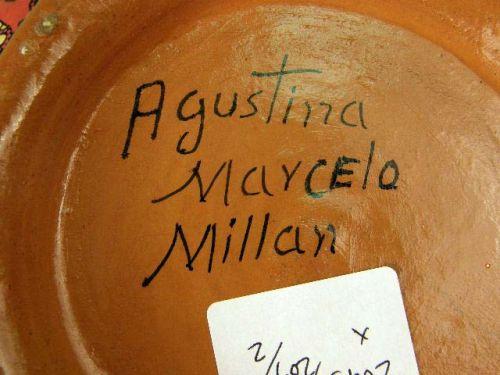 Agustina
Marcelo
Millan
x